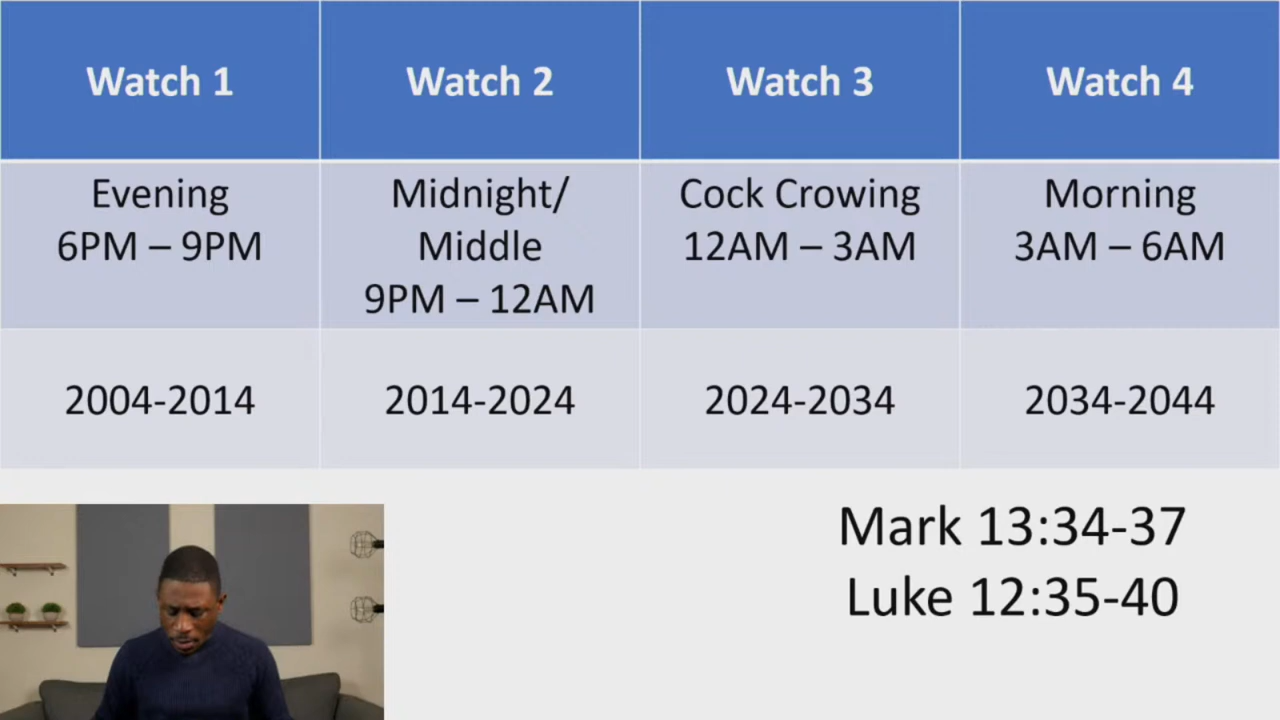 Watch 1
Watch 2
Watch 3
Watch 4
Evening
6PM – 9PM
Midnight/
Middle
9PM – 12AM
Cock Crowing
12AM – 3AM
Morning
3AM – 6AM
2004-2014
2014-2024
2024-2034
2034-2044
Mark 13:34-37
Luke 12:35-40